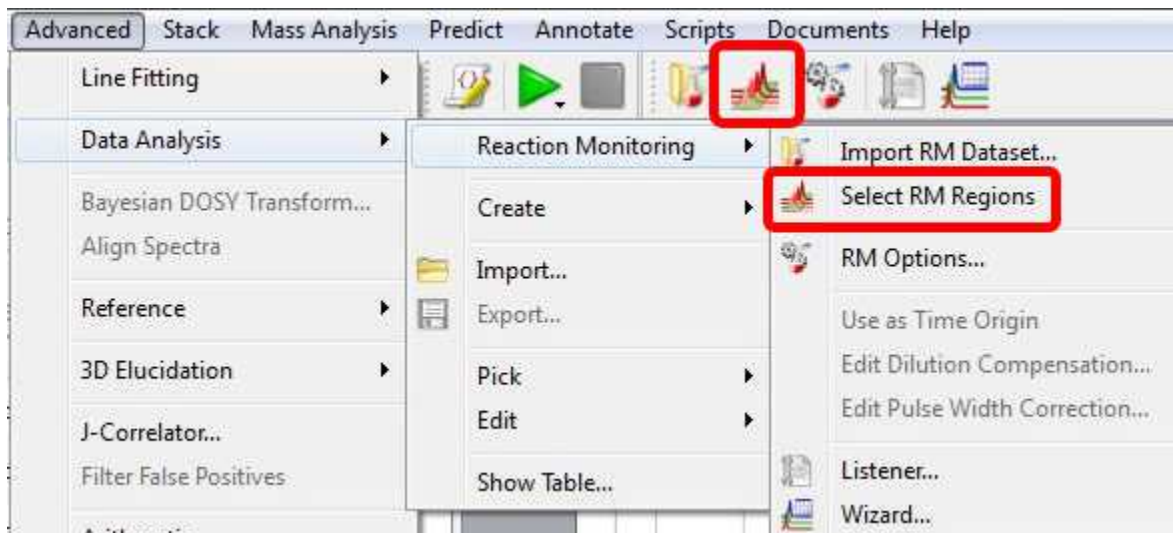 Advanced Stack Mass Analysis Predict Annotate Scripts Documents Help
Line Fitting
Data Analysis
Bayesian DOSY Transform...
Align Spectra
Reference
3D Elucidation
J-Correlator...
Filter False Positives
Reaction Monitoring
Create
Import...
Export...
Pick
Edit
Show Table...
Import RM Dataset...
Select RM Regions
RM Options...
Use as Time Origin
Edit Dilution Compensation...
Edit Pulse Width Correction...
Listener...
Wizard...